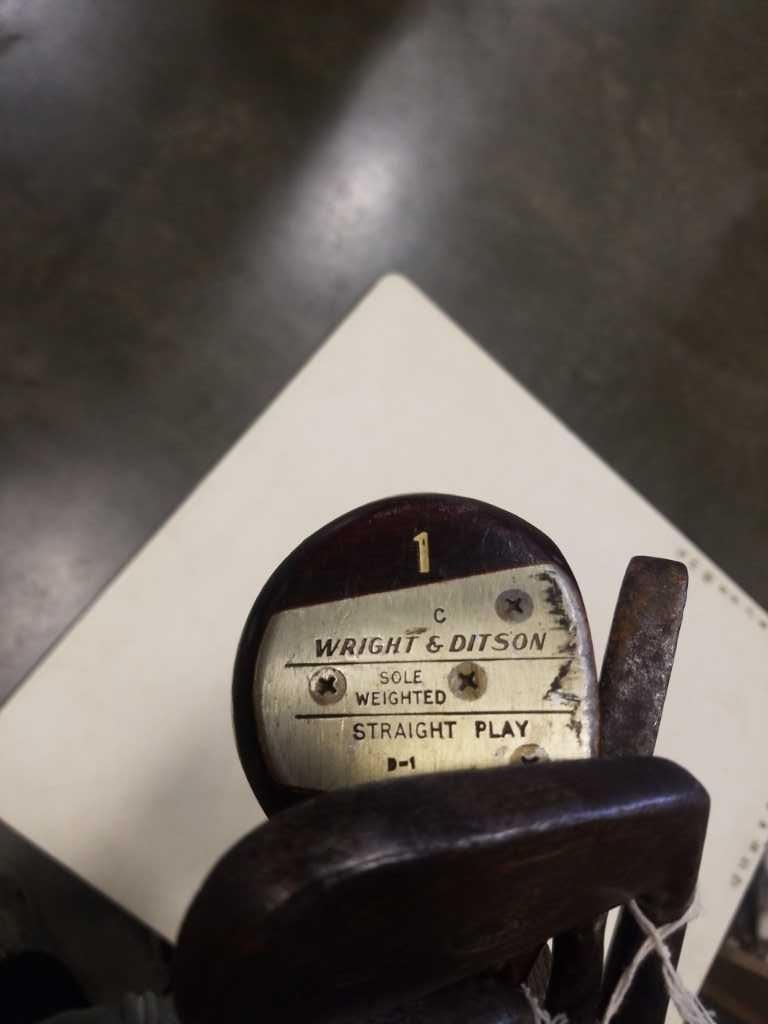 1
C
WRIGHT & DITSON
SOLE
WEIGHTED
STRAIGHT PLAY
D-1